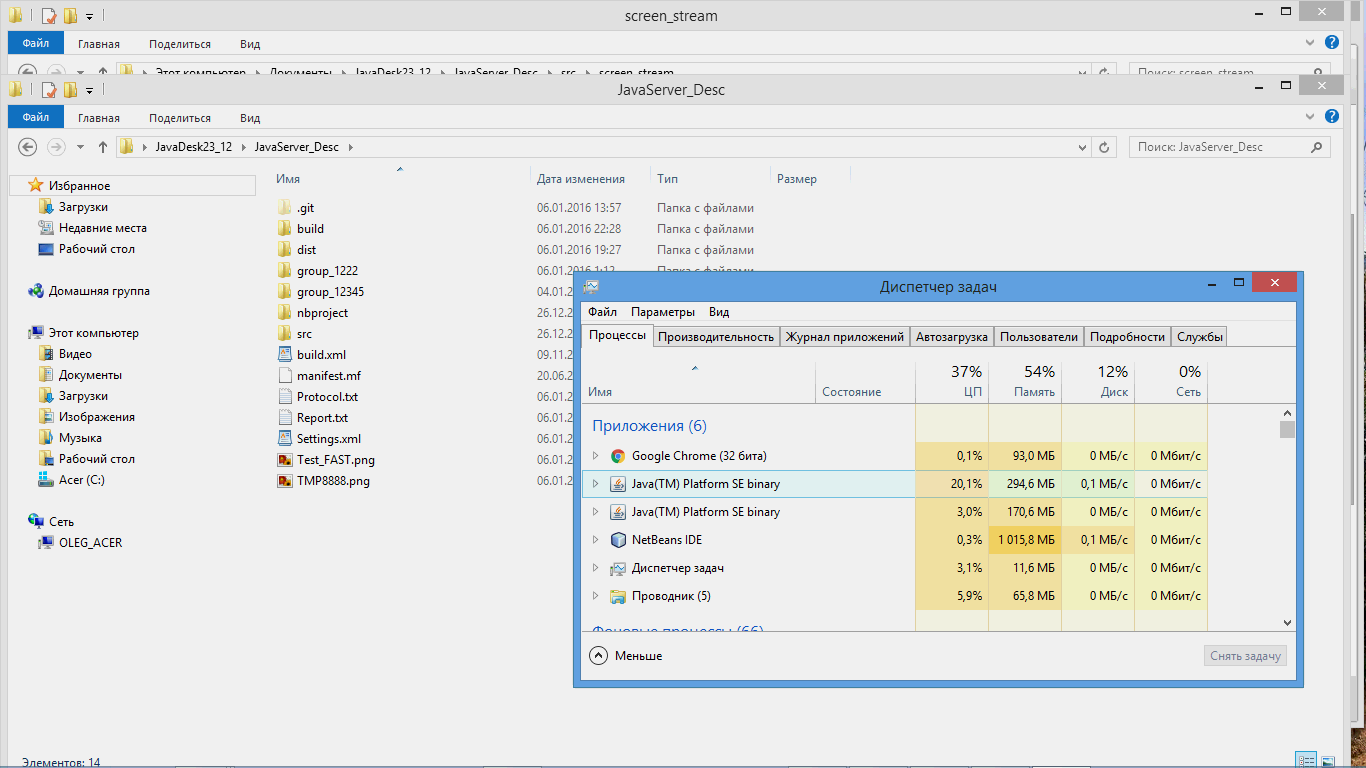 screen_stream
Файл Главная Поделиться Вид
Этот компьютер Документы JavaDesk23_12 JavaServer_Desc src screen_stream Поиск: screen_stream
JavaServer_Desc
Файл Главная Поделиться Вид
JavaDesk23_12 JavaServer_Desc Поиск: JavaServer_Desc
Имя Дата изменения Тип Размер
Избранное
Загрузки
Недавние места
Рабочий стол
Домашняя группа
Этот компьютер
Видео
Документы
Загрузки
Изображения
Музыка
Рабочий стол
Acer (C:)
Сеть
OLEG_ACER
.git 06.01.2016 13:57 Папка с файлами
build 06.01.2016 22:28 Папка с файлами
dist 06.01.2016 19:27 Папка с файлами
group_1222 06.01.2016 1:12 Папка с файлами
group_12345 04.01.2
nbproject 26.12.2
src 26.12.2
build.xml 09.11.2
manifest.mf 20.06.2
Protocol.txt 06.01.2
Report.txt 06.01.2
Settings.xml 06.01.2
Test_FAST.png 06.01.2
TMP8888.png 06.01.2
Диспетчер задач
Файл Параметры Вид
Процессы Производительность Журнал приложений Автозагрузка Пользователи Подробности Службы
37% 54% 12% 0%
Имя Состояние ЦП Память Диск Сеть
Приложения (6)
Google Chrome (32 бита) 0,1% 93,0 МБ 0 МБ/с 0 Мбит/с
Java(TM) Platform SE binary 20,1% 294,6 МБ 0,1 МБ/с 0 Мбит/с
Java(TM) Platform SE binary 3,0% 170,6 МБ 0 МБ/с 0 Мбит/с
NetBeans IDE 0,3% 1 015,8 МБ 0,1 МБ/с 0 Мбит/с
Диспетчер задач 3,1% 11,6 МБ 0 МБ/с 0 Мбит/с
Проводник (5) 5,9% 65,8 МБ 0 МБ/с 0 Мбит/с
Фоновые процессы (66)
Меньше Снять задачу
Элементов: 14